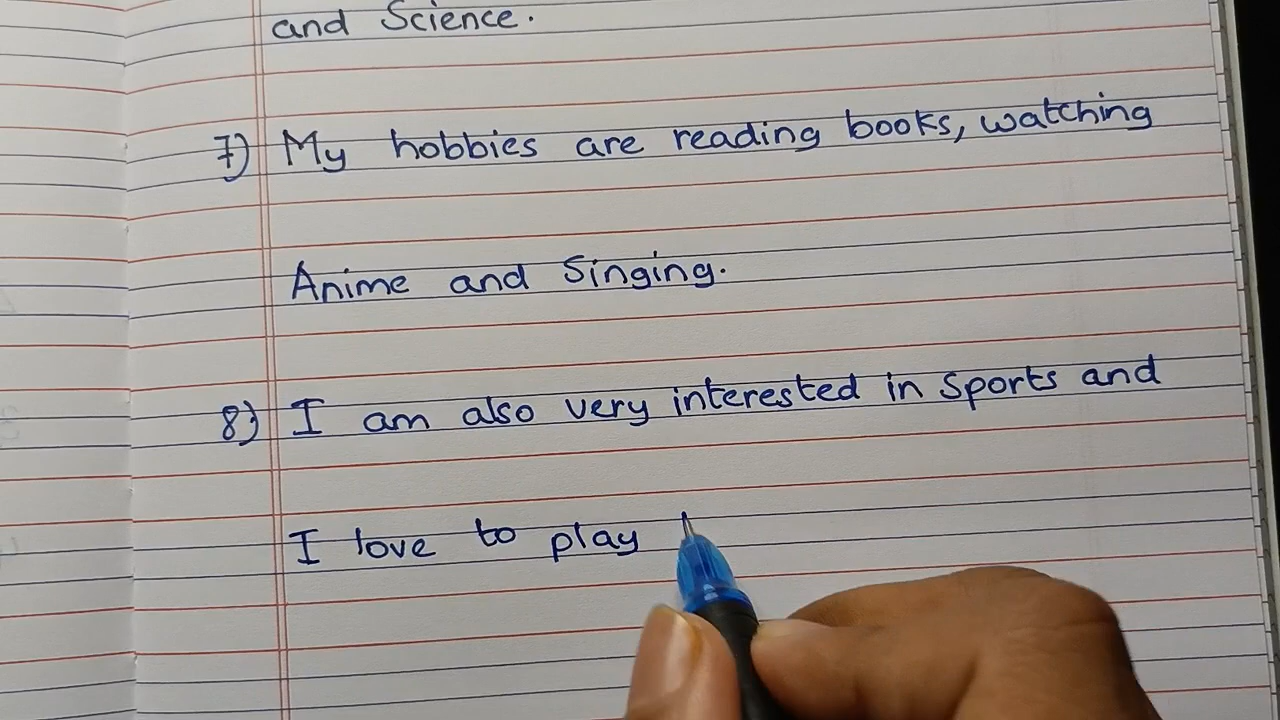 and Science.
7) My hobbies are reading books, watching
Anime and Singing.
8) I am also very interested in Sports and
I love to play